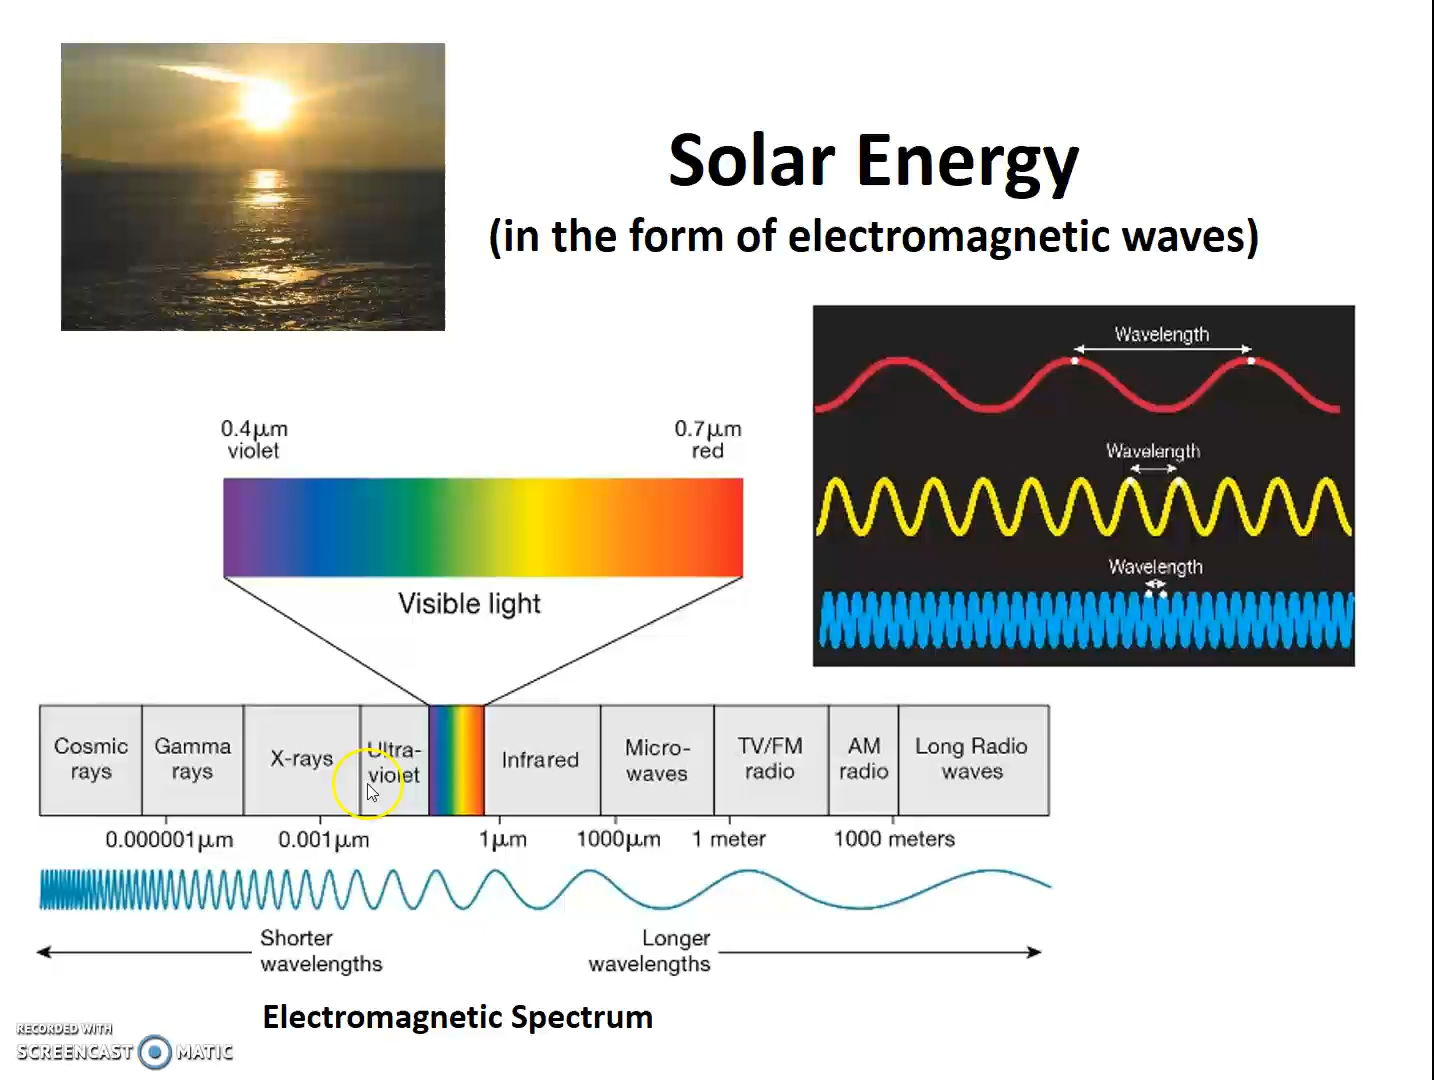 Solar Energy
(in the form of electromagnetic waves)
Wavelength
Wavelength
Wavelength
0.4μm
violet
0.7μm
red
Visible light
Cosmic
rays
Gamma
rays
X-rays
Ultra-
violet
Infrared
Micro-
waves
TV/FM
radio
AM
radio
Long Radio
waves
0.000001μm
0.001μm
1μm
1000μm
1 meter
1000 meters
Shorter
wavelengths
Longer
wavelengths
Electromagnetic Spectrum
RECORDED WITH
SCREENCAST MATIC